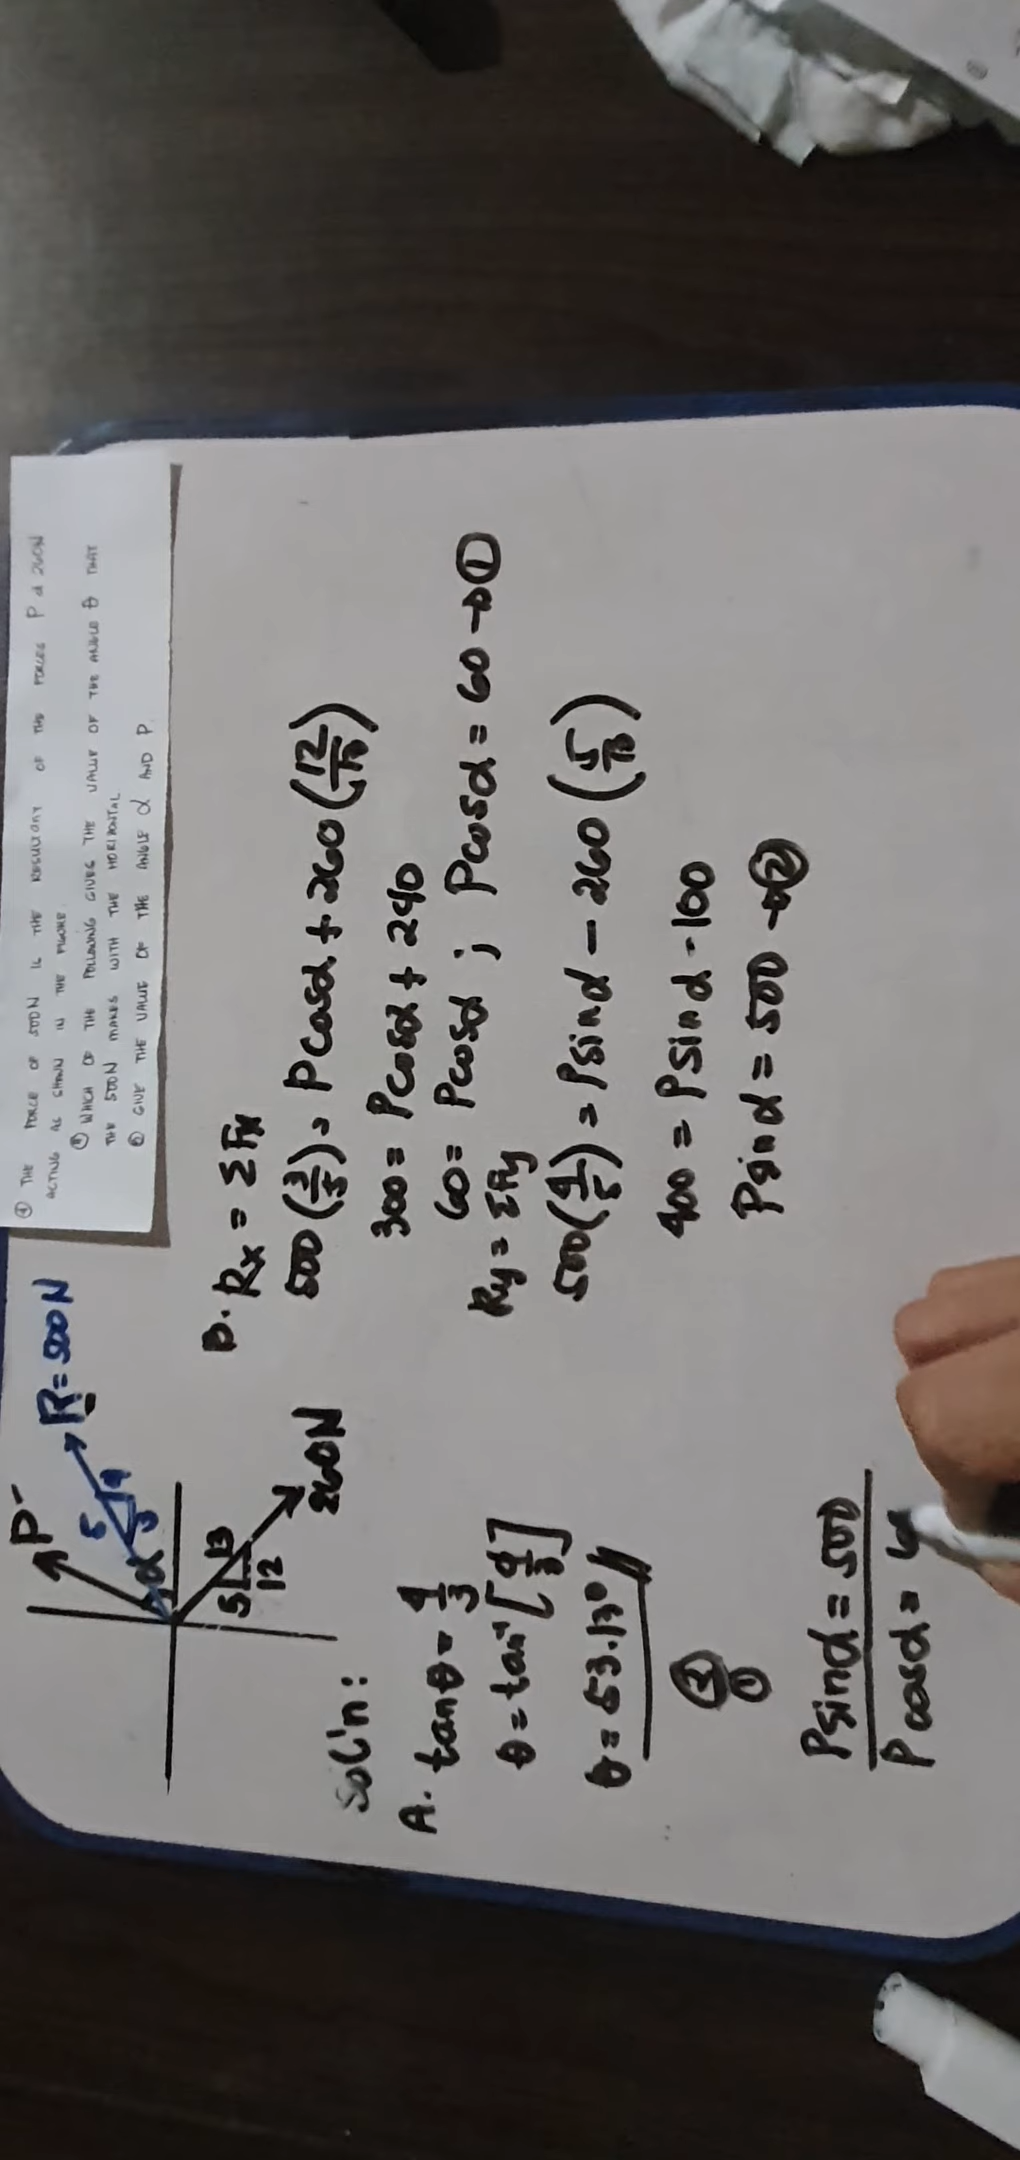 ④ THE FORCE OF 500N IS THE RESULTANT OF THE FORCES P & 260N
ACTING AS SHOWN IN THE FIGURE.
Ⓐ WHICH OF THE FOLLOWING GIVES THE VALUE OF THE ANGLE θ THAT
THE 500N MAKES WITH THE HORIZONTAL
Ⓑ GIVE THE VALUE OF THE ANGLE α AND P.
P
R=500N
5
4
3
α
5
13
12
260N
Sol'n:
A. tanθ = 4/3
θ = tan⁻¹[4/3]
θ = 53.13°
B. Rx = ΣFx
500(3/5) = Pcosα + 260(12/13)
300 = Pcosα + 240
60 = Pcosα ; Pcosα = 60 → ①
Ry = ΣFy
500(4/5) = Psinα - 260(5/13)
400 = Psinα - 100
Psinα = 500 → ②
②/①
Psinα = 500
Pcosα =